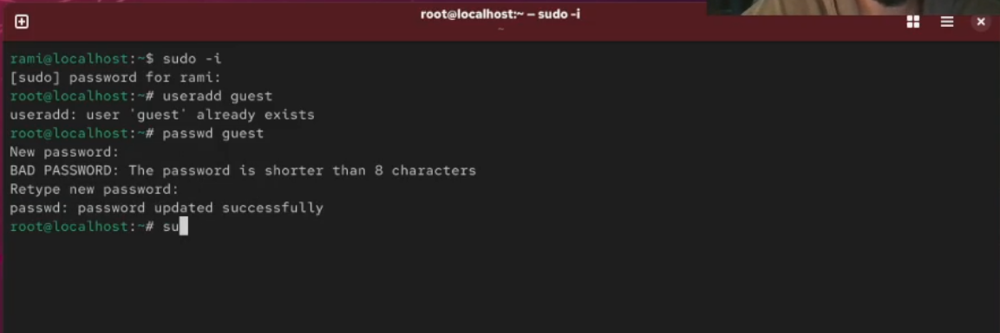 root@localhost:~ — sudo -i
~
rami@localhost:~$ sudo -i
[sudo] password for rami:
root@localhost:~# useradd guest
useradd: user 'guest' already exists
root@localhost:~# passwd guest
New password:
BAD PASSWORD: The password is shorter than 8 characters
Retype new password:
passwd: password updated successfully
root@localhost:~# su